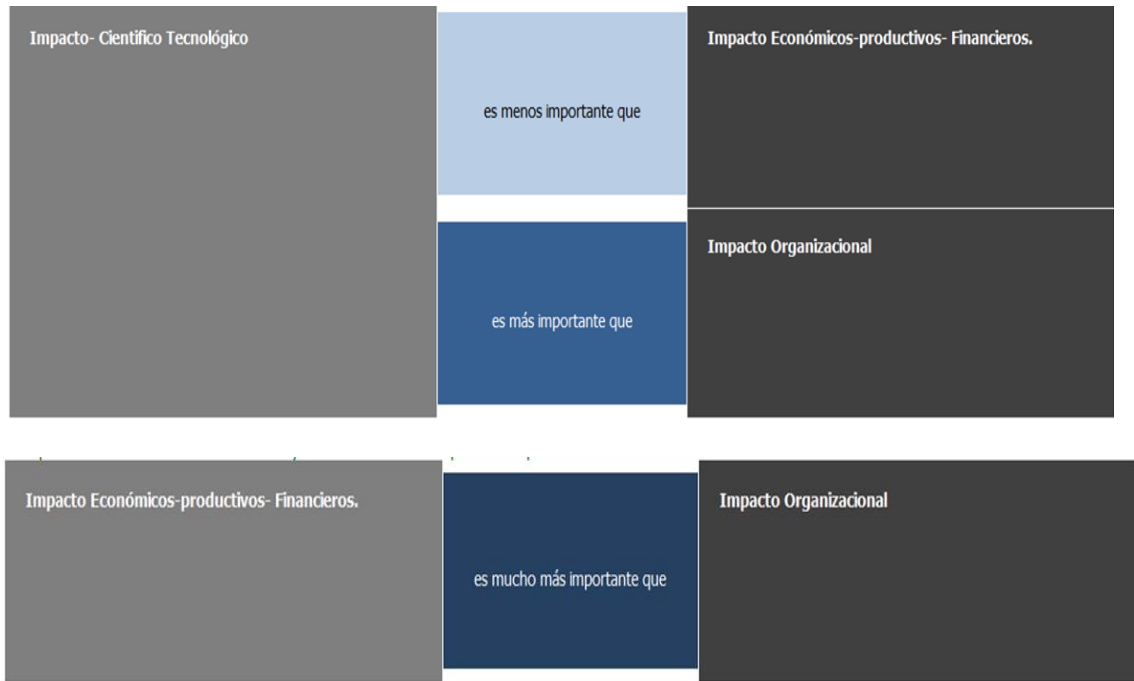 Impacto- Cientifico Tecnológico
es menos importante que
Impacto Económicos-productivos- Financieros.
es más importante que
Impacto Organizacional
Impacto Económicos-productivos- Financieros.
es mucho más importante que
Impacto Organizacional